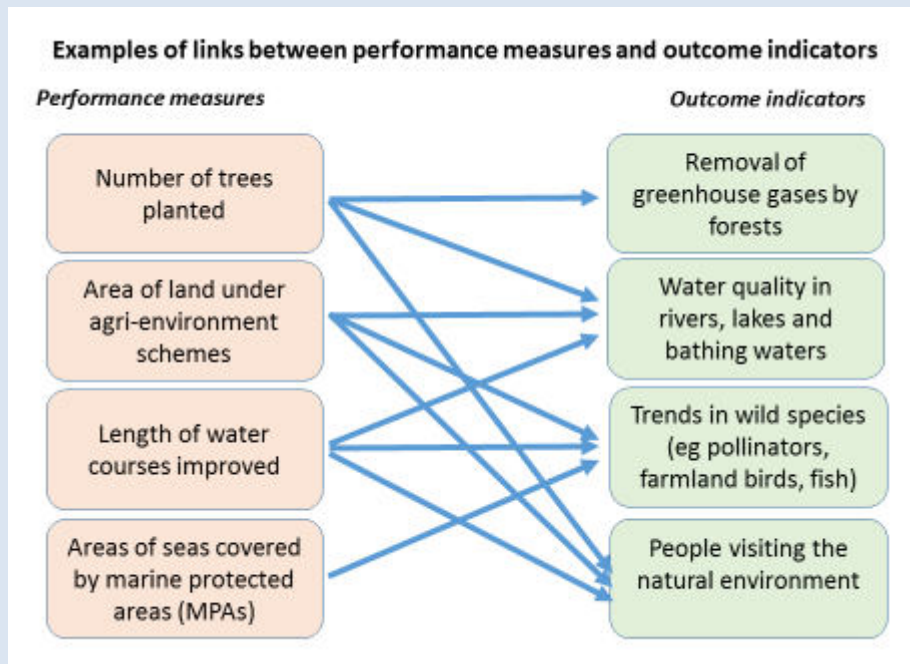 Examples of links between performance measures and outcome indicators
Performance measures
Outcome indicators
Number of trees
planted
Removal of
greenhouse gases by
forests
Area of land under
agri-environment
schemes
Water quality in
rivers, lakes and
bathing waters
Length of water
courses improved
Trends in wild species
(eg pollinators,
farmland birds, fish)
Areas of seas covered
by marine protected
areas (MPAs)
People visiting the
natural environment